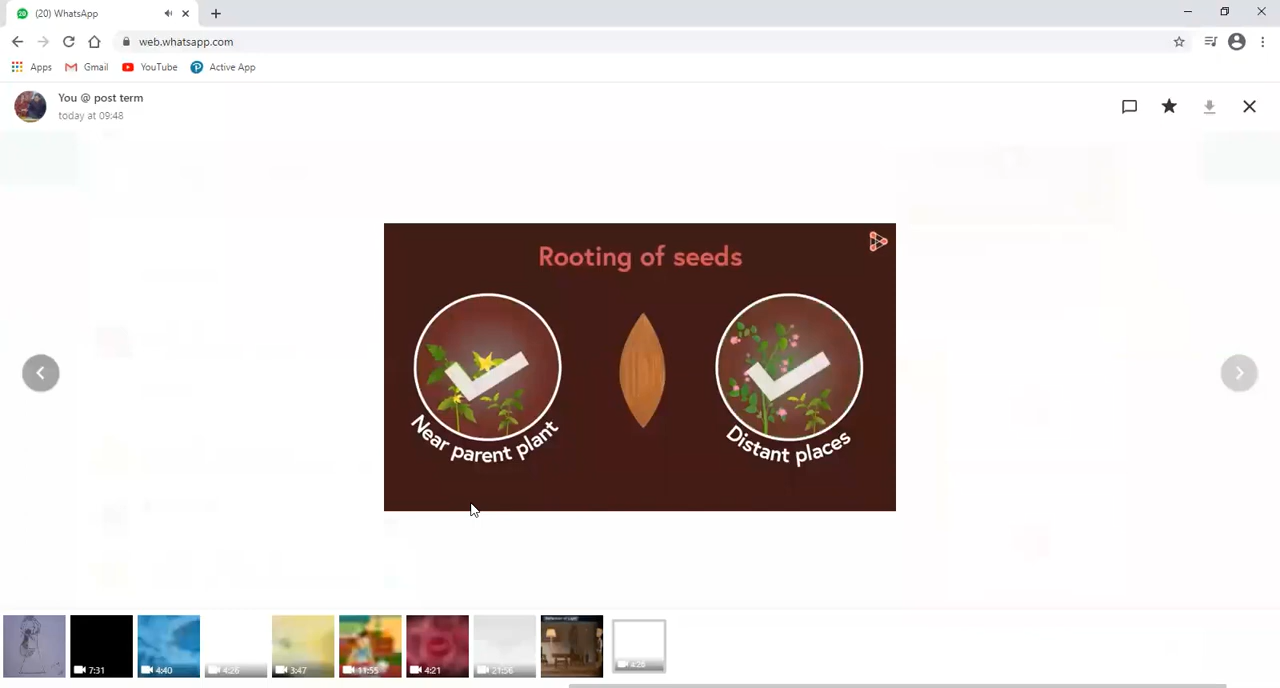 (20) WhatsApp
web.whatsapp.com
Apps
Gmail
YouTube
Active App
You @ post term
today at 09:48
Rooting of seeds
Near parent plant
Distant places
7:31
4:40
4:26
3:47
11:55
4:21
21:56
4:26